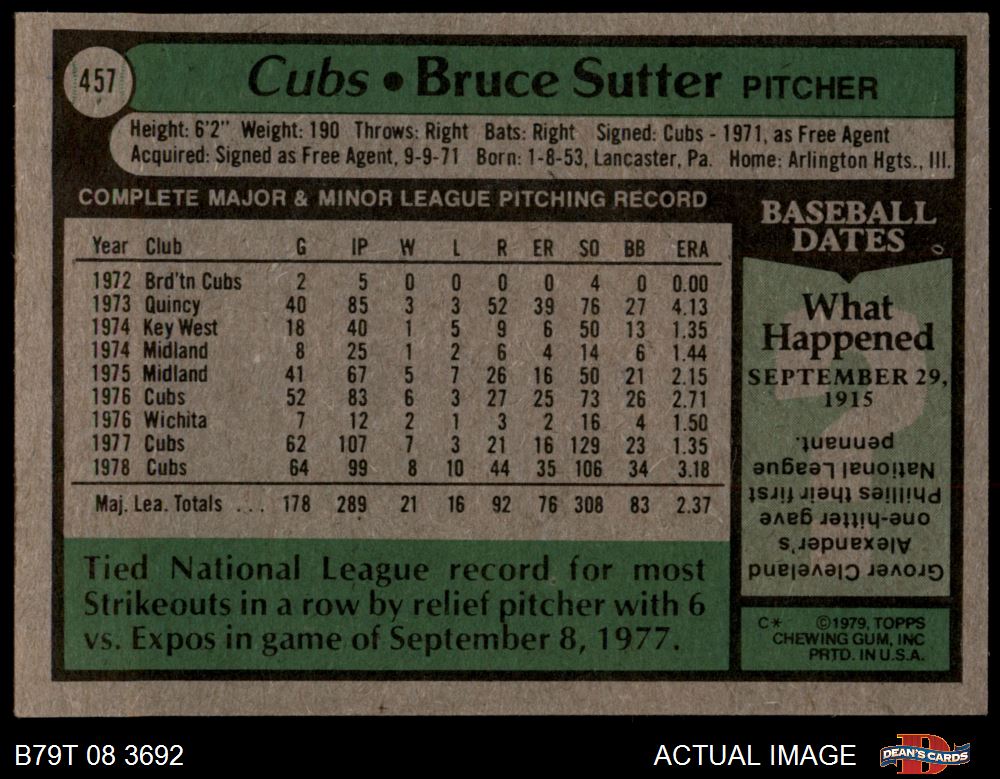 457
Cubs • Bruce Sutter PITCHER
Height: 6'2" Weight: 190 Throws: Right Bats: Right Signed: Cubs - 1971, as Free Agent
Acquired: Signed as Free Agent, 9-9-71 Born: 1-8-53, Lancaster, Pa. Home: Arlington Hgts., Ill.
COMPLETE MAJOR & MINOR LEAGUE PITCHING RECORD
Year Club G IP W L R ER SO BB ERA
1972 Brd'tn Cubs 2 5 0 0 0 0 4 0 0.00
1973 Quincy 40 85 3 3 52 39 76 27 4.13
1974 Key West 18 40 1 5 9 6 50 13 1.35
1974 Midland 8 25 1 2 6 4 14 6 1.44
1975 Midland 41 67 5 7 26 16 50 21 2.15
1976 Cubs 52 83 6 3 27 25 73 26 2.71
1976 Wichita 7 12 2 1 3 2 16 4 1.50
1977 Cubs 62 107 7 3 21 16 129 23 1.35
1978 Cubs 64 99 8 10 44 35 106 34 3.18
Maj. Lea. Totals . . . 178 289 21 16 92 76 308 83 2.37
Tied National League record for most
Strikeouts in a row by relief pitcher with 6
vs. Expos in game of September 8, 1977.
BASEBALL
DATES
What
Happened
SEPTEMBER 29,
1915
Grover Cleveland
Alexander's
one-hitter gave
Phillies their first
National League
pennant.
C* ©1979, TOPPS
CHEWING GUM, INC
PRTD. IN U.S.A.
B79T 08 3692
ACTUAL IMAGE
D
DEAN'S CARDS